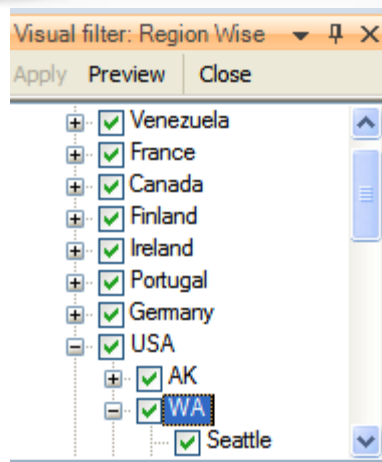 Visual filter: Region Wise
Apply Preview Close
Venezuela
France
Canada
Finland
Ireland
Portugal
Germany
USA
AK
WA
Seattle